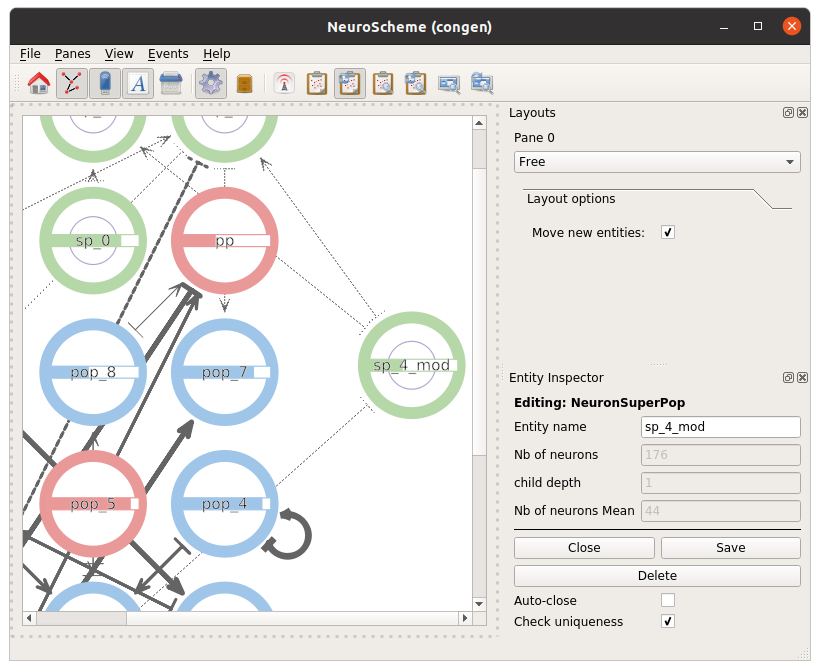 NeuroScheme (congen)
File Panes View Events Help
A
Layouts
Pane 0
Free
Layout options
Move new entities:
sp_0
pp
pop_8
pop_7
sp_4_mod
pop_5
pop_4
Entity Inspector
Editing: NeuronSuperPop
Entity name sp_4_mod
Nb of neurons 176
child depth 1
Nb of neurons Mean 44
Close Save
Delete
Auto-close
Check uniqueness